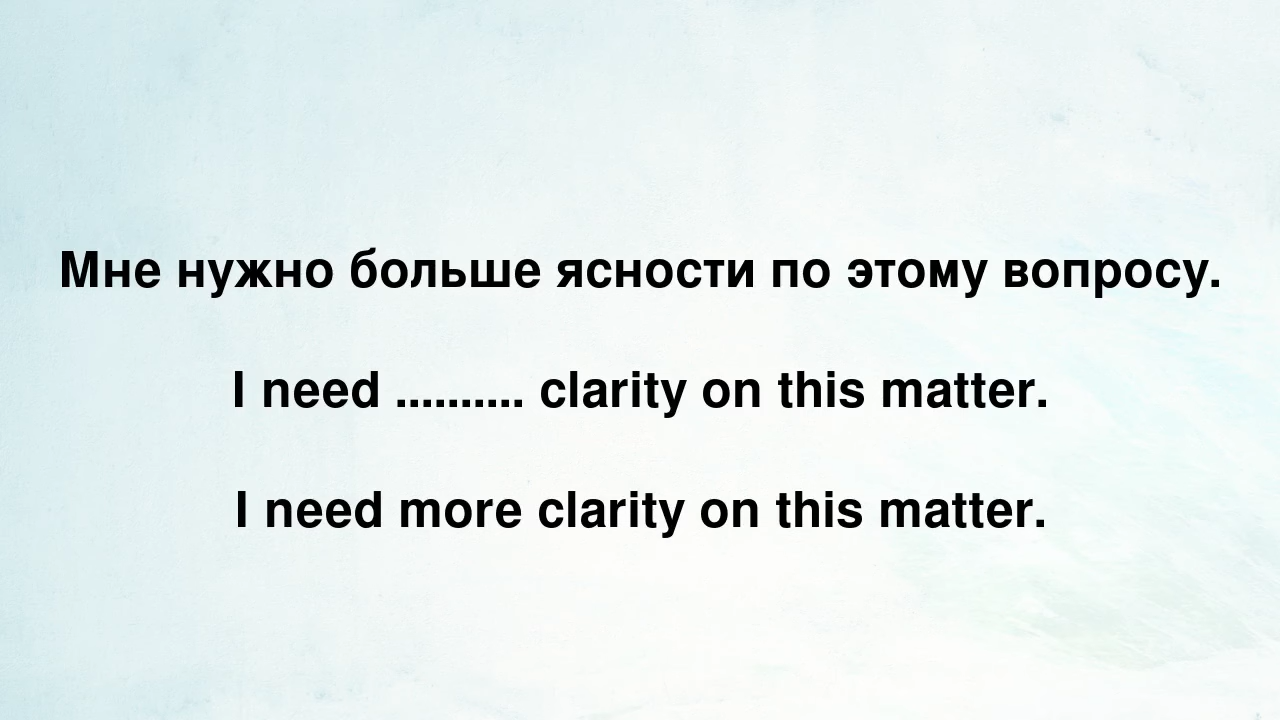 Мне нужно больше ясности по этому вопросу.
I need .......... clarity on this matter.
I need more clarity on this matter.